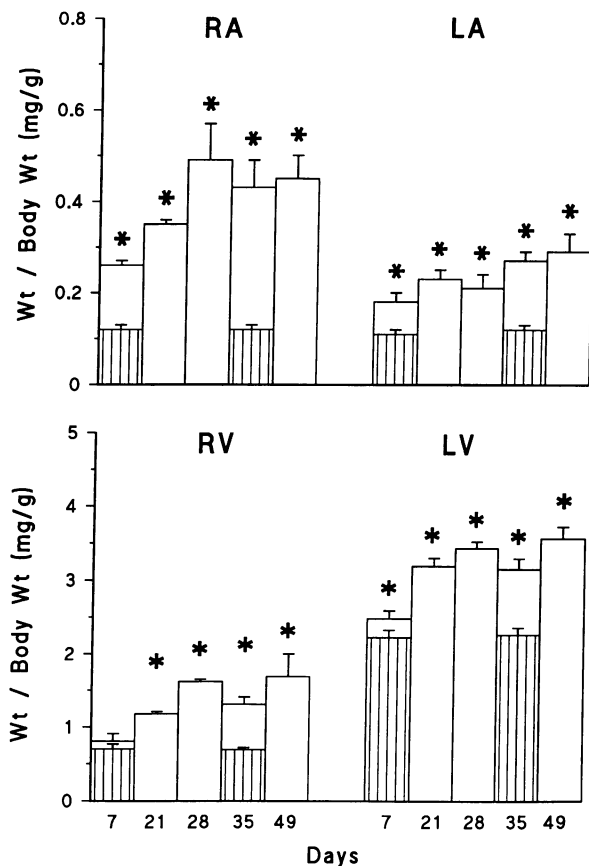 RA LA
Wt / Body Wt (mg/g)
0.8
0.6
0.4
0.2
0
* * * * * * * * * *
RV LV
Wt / Body Wt (mg/g)
5
4
3
2
1
0
* * * * * * * * *
7 21 28 35 49 7 21 28 35 49
Days